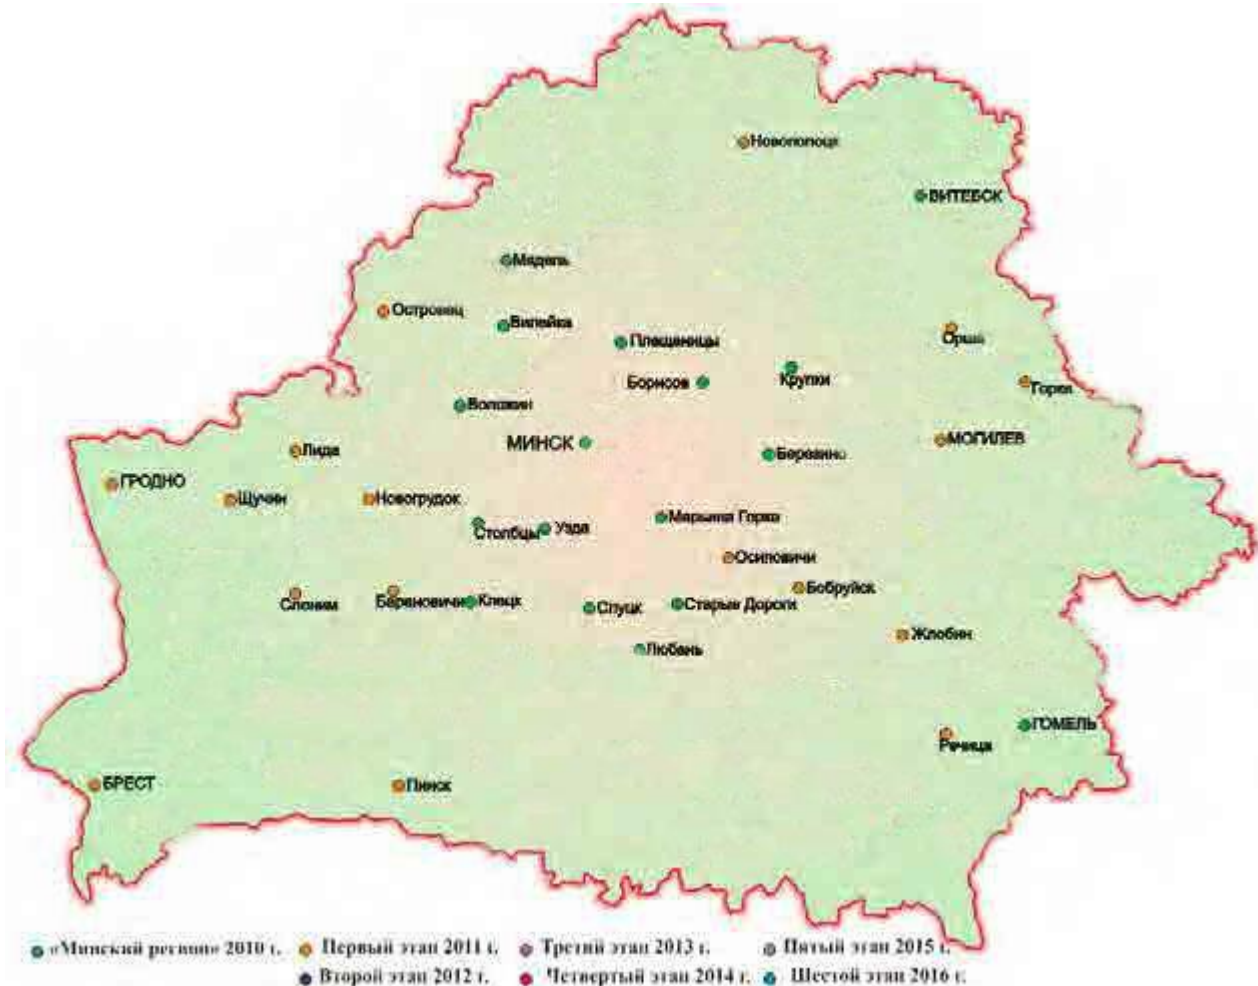 Новополоцк
ВИТЕБСК
Мядель
Островец
Вилейка
Плещеницы
Орша
Борисов
Крупки
Горки
Воложин
МИНСК
МОГИЛЕВ
Лида
Березино
ГРОДНО
Щучин
Новогрудок
Столбцы
Узда
Марьина Горка
Осиповичи
Слоним
Барановичи
Клецк
Слуцк
Старые Дороги
Бобруйск
Жлобин
Любань
ГОМЕЛЬ
Речица
БРЕСТ
Пинск
«Минский регион» 2010 г. Первый этап 2011 г. Третий этап 2013 г. Пятый этап 2015 г.
Второй этап 2012 г. Четвертый этап 2014 г. Шестой этап 2016 г.